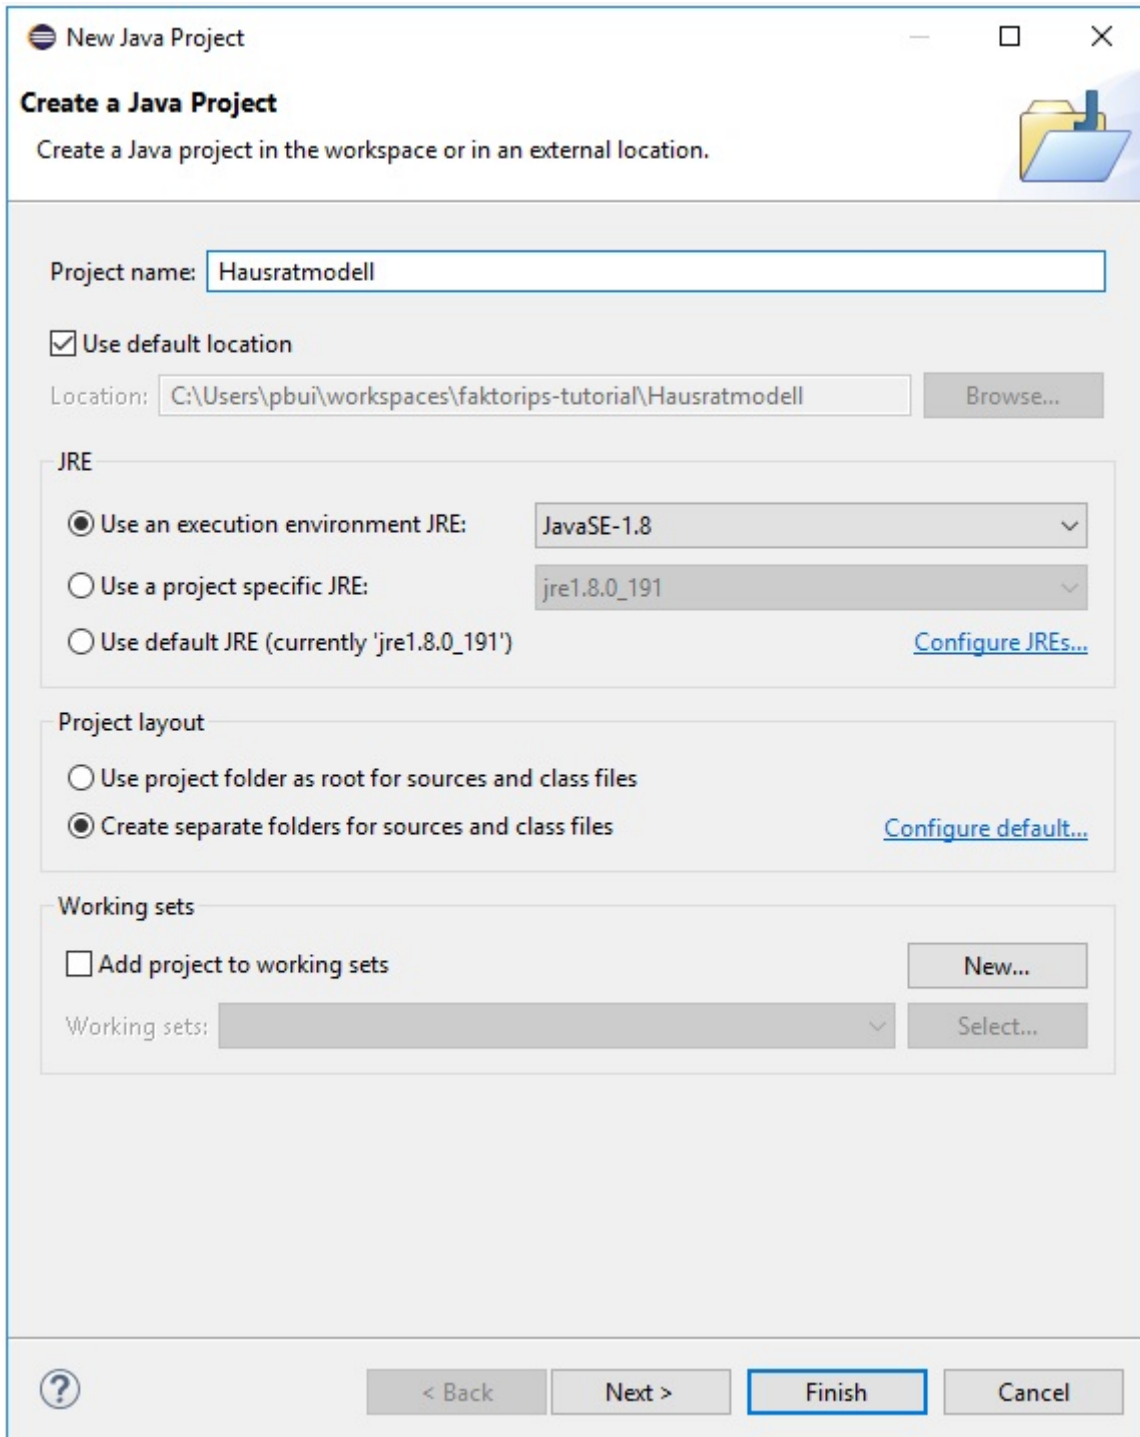 New Java Project
Create a Java Project
Create a Java project in the workspace or in an external location.
Project name: Hausratmodell
Use default location
Location: C:\Users\pbui\workspaces\faktorips-tutorial\Hausratmodell Browse...
JRE
Use an execution environment JRE: JavaSE-1.8
Use a project specific JRE: jre1.8.0_191
Use default JRE (currently 'jre1.8.0_191') Configure JREs...
Project layout
Use project folder as root for sources and class files
Create separate folders for sources and class files Configure default...
Working sets
Add project to working sets New...
Working sets: Select...
< Back Next > Finish Cancel